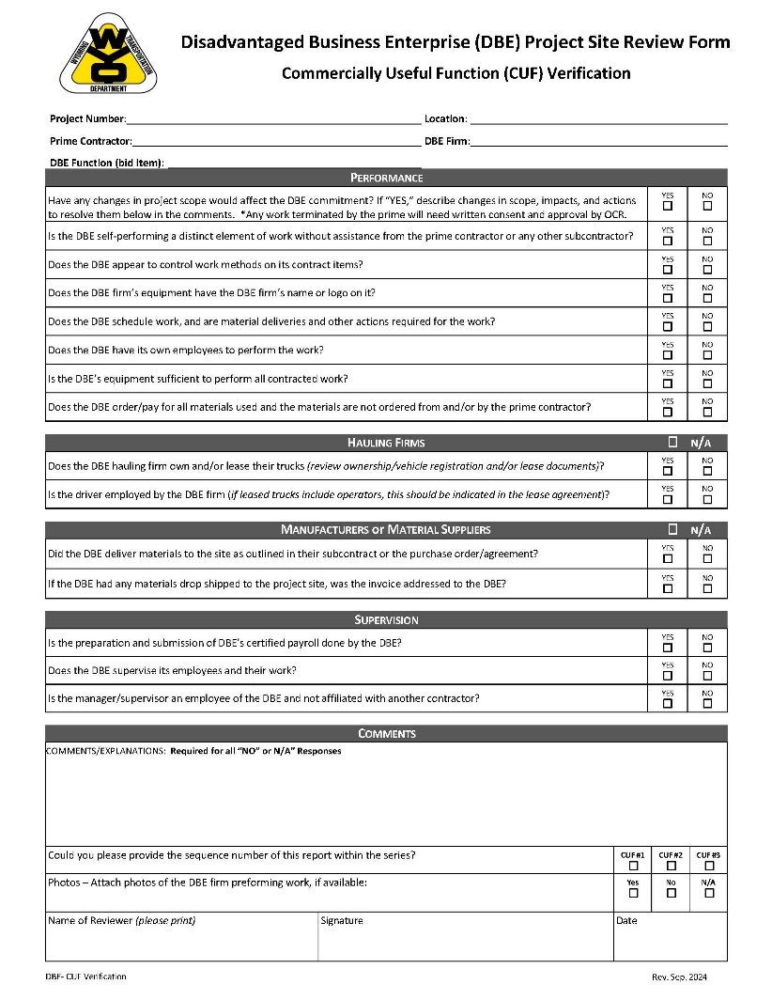 WYOMING
TRANSPORTATION
DEPARTMENT
Disadvantaged Business Enterprise (DBE) Project Site Review Form
Commercially Useful Function (CUF) Verification
Project Number: Location:
Prime Contractor: DBE Firm:
DBE Function (bid item):
PERFORMANCE
Have any changes in project scope would affect the DBE commitment? If “YES,” describe changes in scope, impacts, and actions YES NO
to resolve them below in the comments. *Any work terminated by the prime will need written consent and approval by OCR.
Is the DBE self-performing a distinct element of work without assistance from the prime contractor or any other subcontractor? YES NO
Does the DBE appear to control work methods on its contract items? YES NO
Does the DBE firm’s equipment have the DBE firm’s name or logo on it? YES NO
Does the DBE schedule work, and are material deliveries and other actions required for the work? YES NO
Does the DBE have its own employees to perform the work? YES NO
Is the DBE’s equipment sufficient to perform all contracted work? YES NO
Does the DBE order/pay for all materials used and the materials are not ordered from and/or by the prime contractor? YES NO
HAULING FIRMS N/A
Does the DBE hauling firm own and/or lease their trucks (review ownership/vehicle registration and/or lease documents)? YES NO
Is the driver employed by the DBE firm (if leased trucks include operators, this should be indicated in the lease agreement)? YES NO
MANUFACTURERS or MATERIAL SUPPLIERS N/A
Did the DBE deliver materials to the site as outlined in their subcontract or the purchase order/agreement? YES NO
If the DBE had any materials drop shipped to the project site, was the invoice addressed to the DBE? YES NO
SUPERVISION
Is the preparation and submission of DBE’s certified payroll done by the DBE? YES NO
Does the DBE supervise its employees and their work? YES NO
Is the manager/supervisor an employee of the DBE and not affiliated with another contractor? YES NO
COMMENTS
COMMENTS/EXPLANATIONS: Required for all “NO” or N/A” Responses
Could you please provide the sequence number of this report within the series? CUF#1 CUF#2 CUF#3
Photos – Attach photos of the DBE firm preforming work, if available: Yes No N/A
Name of Reviewer (please print) Signature Date
DBE- CUF Verification Rev. Sep. 2024